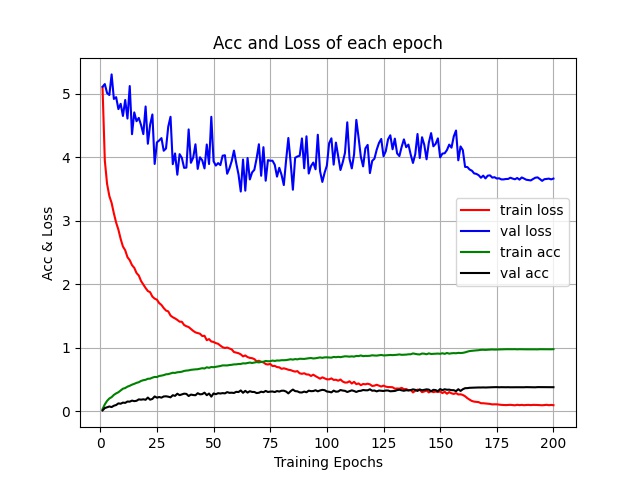 Acc and Loss of each epoch
Acc & Loss
5
4
3
2
1
0
train loss
val loss
train acc
val acc
0 25 50 75 100 125 150 175 200
Training Epochs